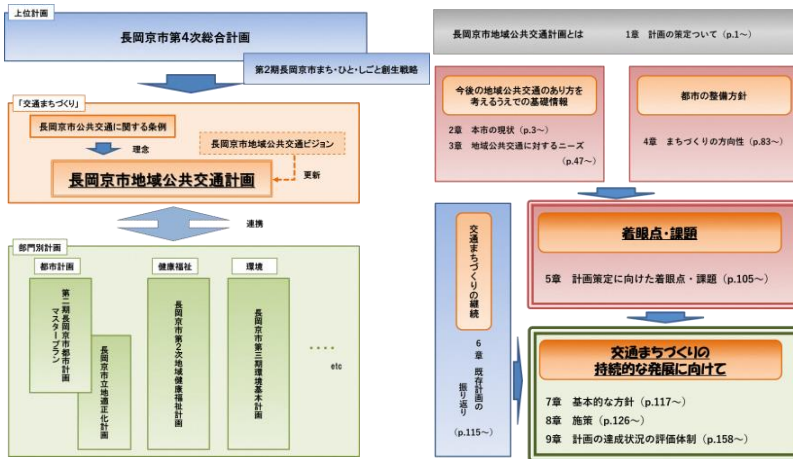 上位計画
長岡京市第4次総合計画
第2期長岡京市まち・ひと・しごと創生戦略
「交通まちづくり」
長岡京市公共交通に関する条例
理念
長岡京市地域公共交通ビジョン
更新
長岡京市地域公共交通計画
連携
部門別計画
都市計画
第二期長岡京市都市計画
マスタープラン
長岡京市立地適正化計画
健康福祉
長岡京市第2次地域健康福祉計画
環境
長岡京市第三期環境基本計画
････
etc
長岡京市地域公共交通計画とは
1章 計画の策定ついて (p.1～)
今後の地域公共交通のあり方を
考えるうえでの基礎情報
2章 本市の現状 (p.3～)
3章 地域公共交通に対するニーズ
(p.47～)
都市の整備方針
4章 まちづくりの方向性 (p.83～)
着眼点・課題
5章 計画策定に向けた着眼点・課題 (p.105～)
交通まちづくりの継続
6章 既存計画の
振り返り
(p.115～)
交通まちづくりの
持続的な発展に向けて
7章 基本的な方針 (p.117～)
8章 施策 (p.126～)
9章 計画の達成状況の評価体制 (p.158～)